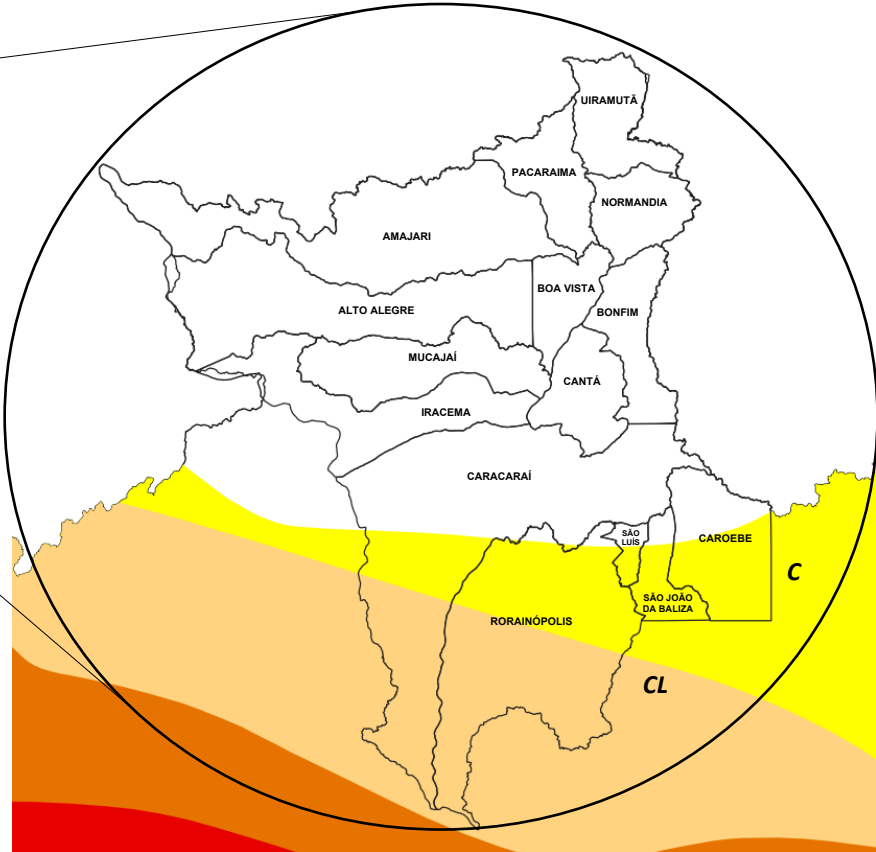 UIRAMUTÃ
PACARAIMA
NORMANDIA
AMAJARI
BOA VISTA
ALTO ALEGRE
BONFIM
MUCAJAÍ
CANTÁ
IRACEMA
CARACARAÍ
SÃO
LUÍS
CAROEBE
C
SÃO JOÃO
DA BALIZA
RORAINÓPOLIS
CL